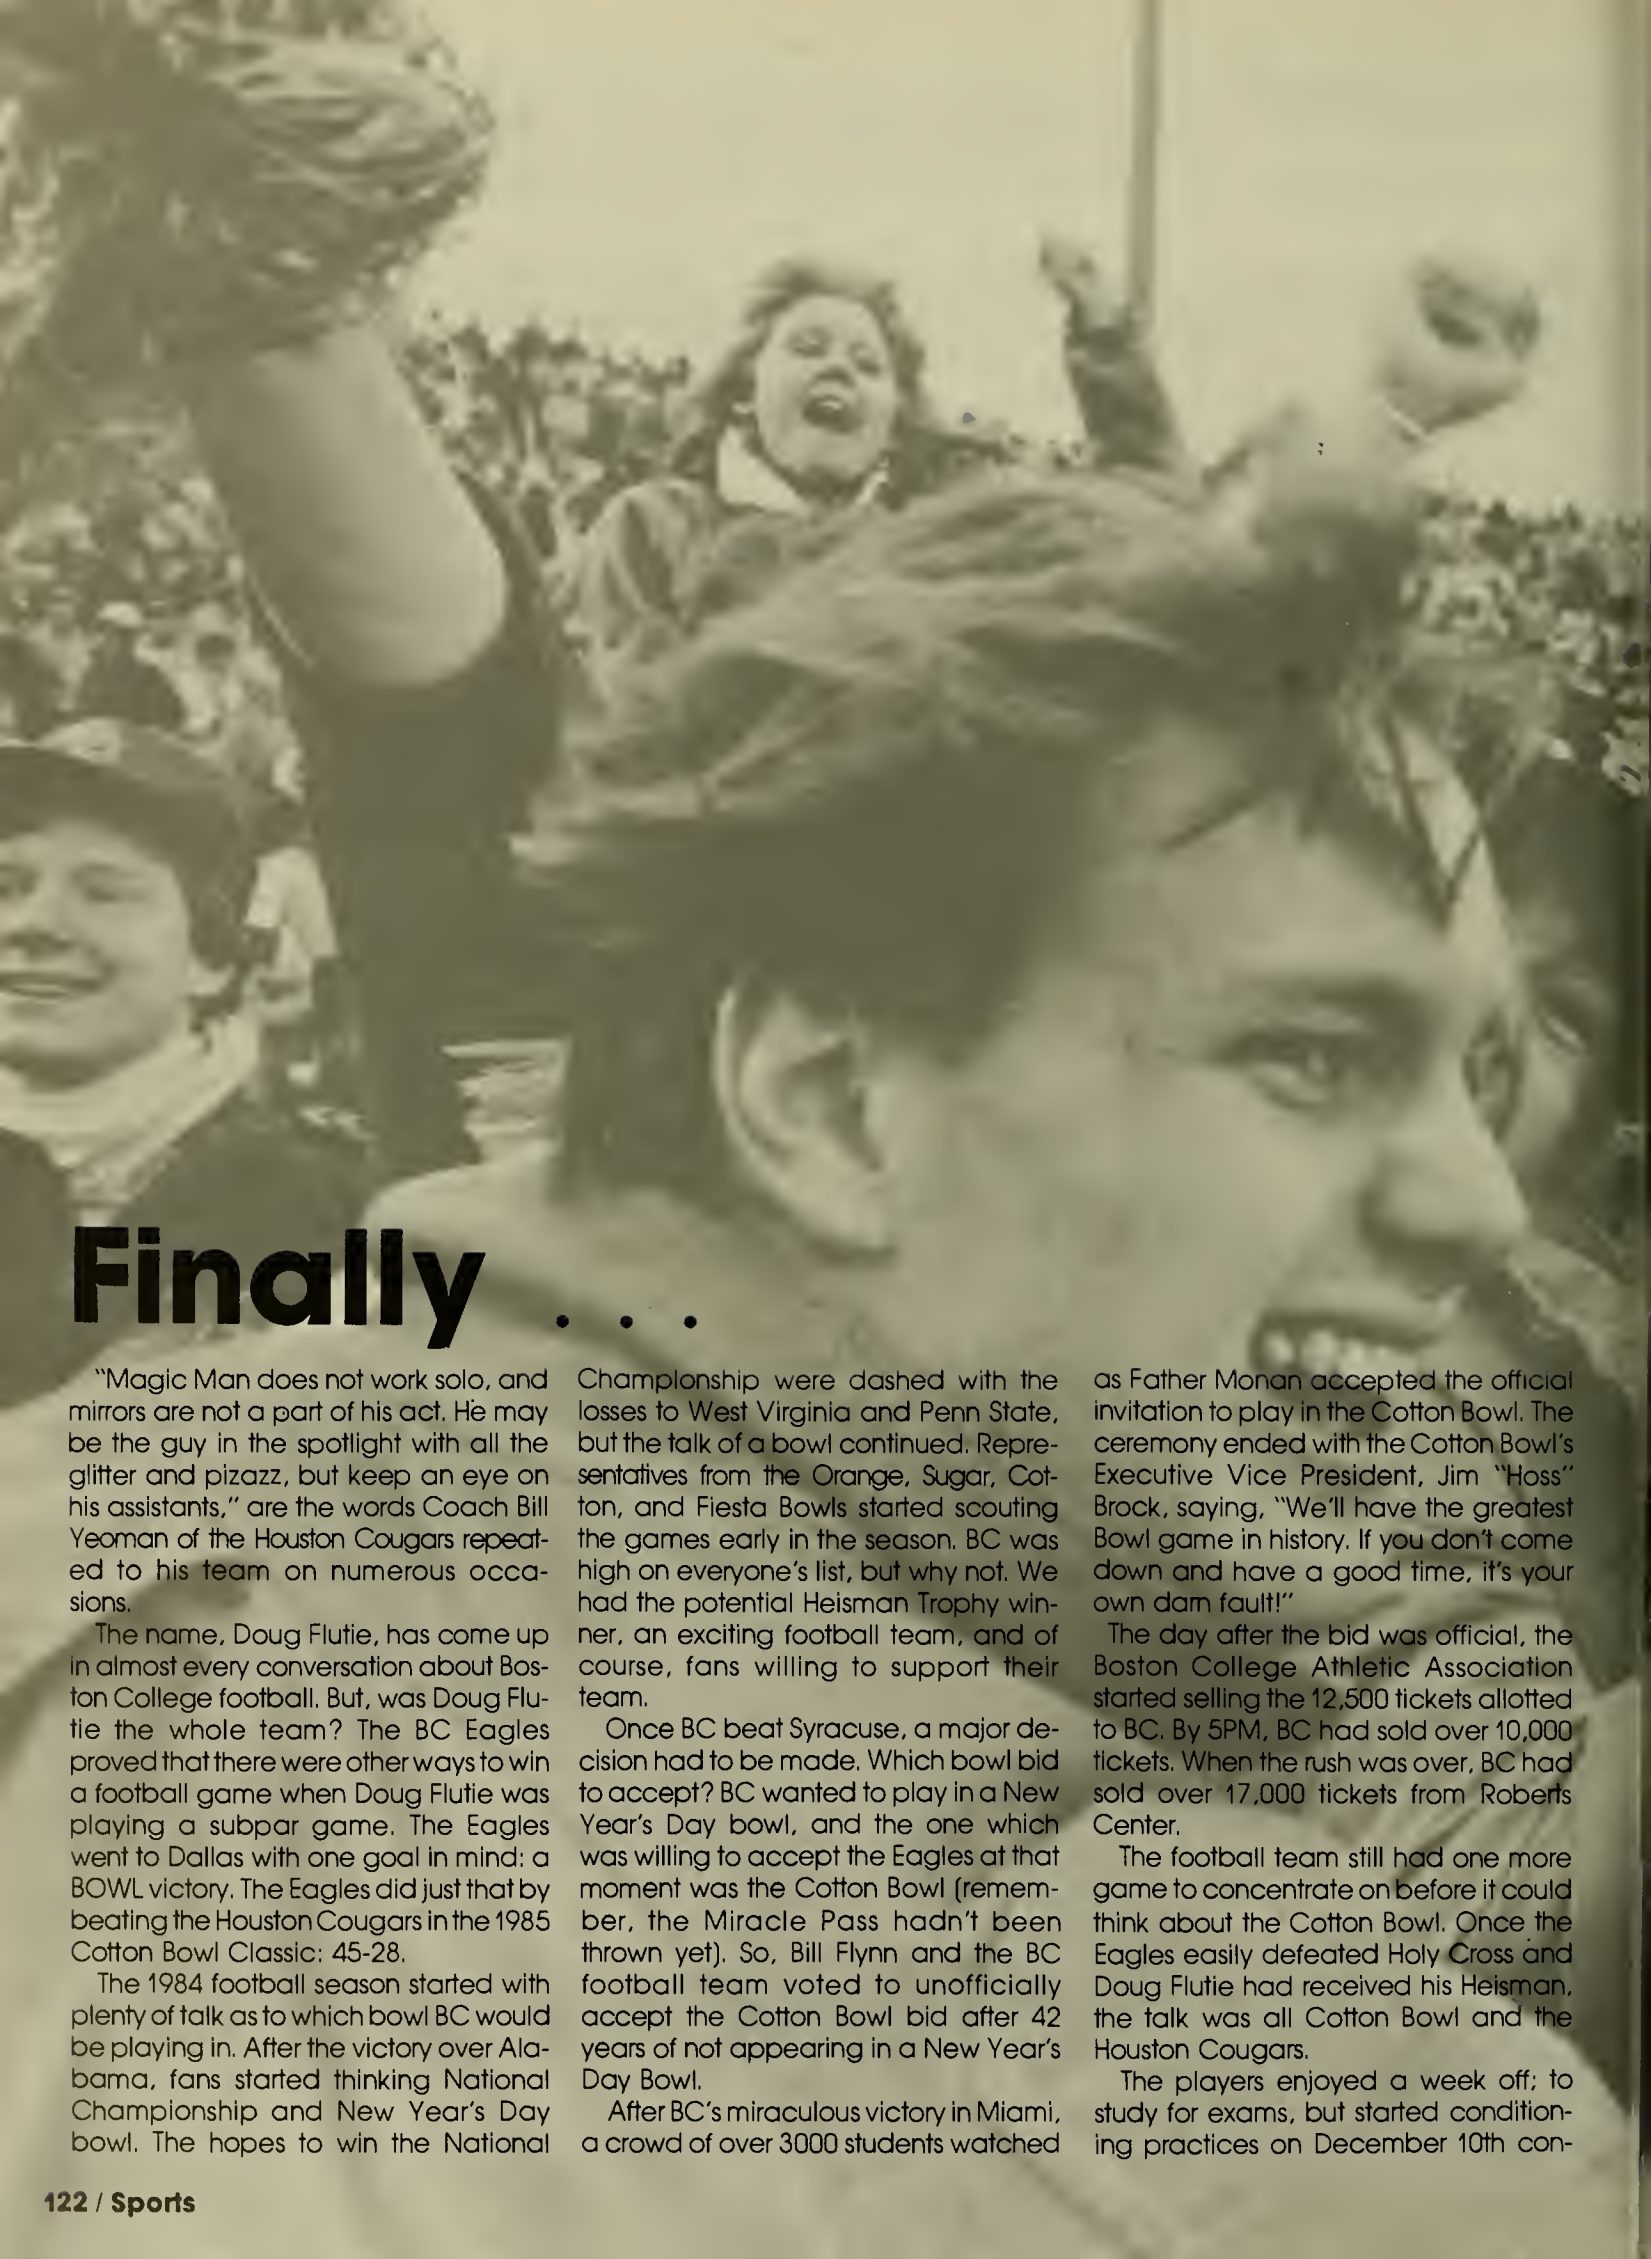 Finally . . .
"Magic Man does not work solo, and
mirrors are not a part of his act. He may
be the guy in the spotlight with all the
glitter and pizazz, but keep an eye on
his assistants," are the words Coach Bill
Yeoman of the Houston Cougars repeat-
ed to his team on numerous occa-
sions.
The name, Doug Flutie, has come up
in almost every conversation about Bos-
ton College football. But, was Doug Flu-
tie the whole team? The BC Eagles
proved that there were other ways to win
a football game when Doug Flutie was
playing a subpar game. The Eagles
went to Dallas with one goal in mind: a
BOWL victory. The Eagles did just that by
beating the Houston Cougars in the 1985
Cotton Bowl Classic: 45-28.
The 1984 football season started with
plenty of talk as to which bowl BC would
be playing in. After the victory over Ala-
bama, fans started thinking National
Championship and New Year's Day
bowl. The hopes to win the National
Championship were dashed with the
losses to West Virginia and Penn State,
but the talk of a bowl continued. Repre-
sentatives from the Orange, Sugar, Cot-
ton, and Fiesta Bowls started scouting
the games early in the season. BC was
high on everyone's list, but why not. We
had the potential Heisman Trophy win-
ner, an exciting football team, and of
course, fans willing to support their
team.
Once BC beat Syracuse, a major de-
cision had to be made. Which bowl bid
to accept? BC wanted to play in a New
Year's Day bowl, and the one which
was willing to accept the Eagles at that
moment was the Cotton Bowl (remem-
ber, the Miracle Pass hadn't been
thrown yet). So, Bill Flynn and the BC
football team voted to unofficially
accept the Cotton Bowl bid after 42
years of not appearing in a New Year's
Day Bowl.
After BC's miraculous victory in Miami,
a crowd of over 3000 students watched
as Father Monan accepted the official
invitation to play in the Cotton Bowl. The
ceremony ended with the Cotton Bowl's
Executive Vice President, Jim "Hoss"
Brock, saying, "We'll have the greatest
Bowl game in history. If you don't come
down and have a good time, it's your
own dam fault!"
The day after the bid was official, the
Boston College Athletic Association
started selling the 12,500 tickets allotted
to BC. By 5PM, BC had sold over 10,000
tickets. When the rush was over, BC had
sold over 17,000 tickets from Roberts
Center.
The football team still had one more
game to concentrate on before it could
think about the Cotton Bowl. Once the
Eagles easily defeated Holy Cross and
Doug Flutie had received his Heisman,
the talk was all Cotton Bowl and the
Houston Cougars.
The players enjoyed a week off; to
study for exams, but started condition-
ing practices on December 10th con-
122 / Sports